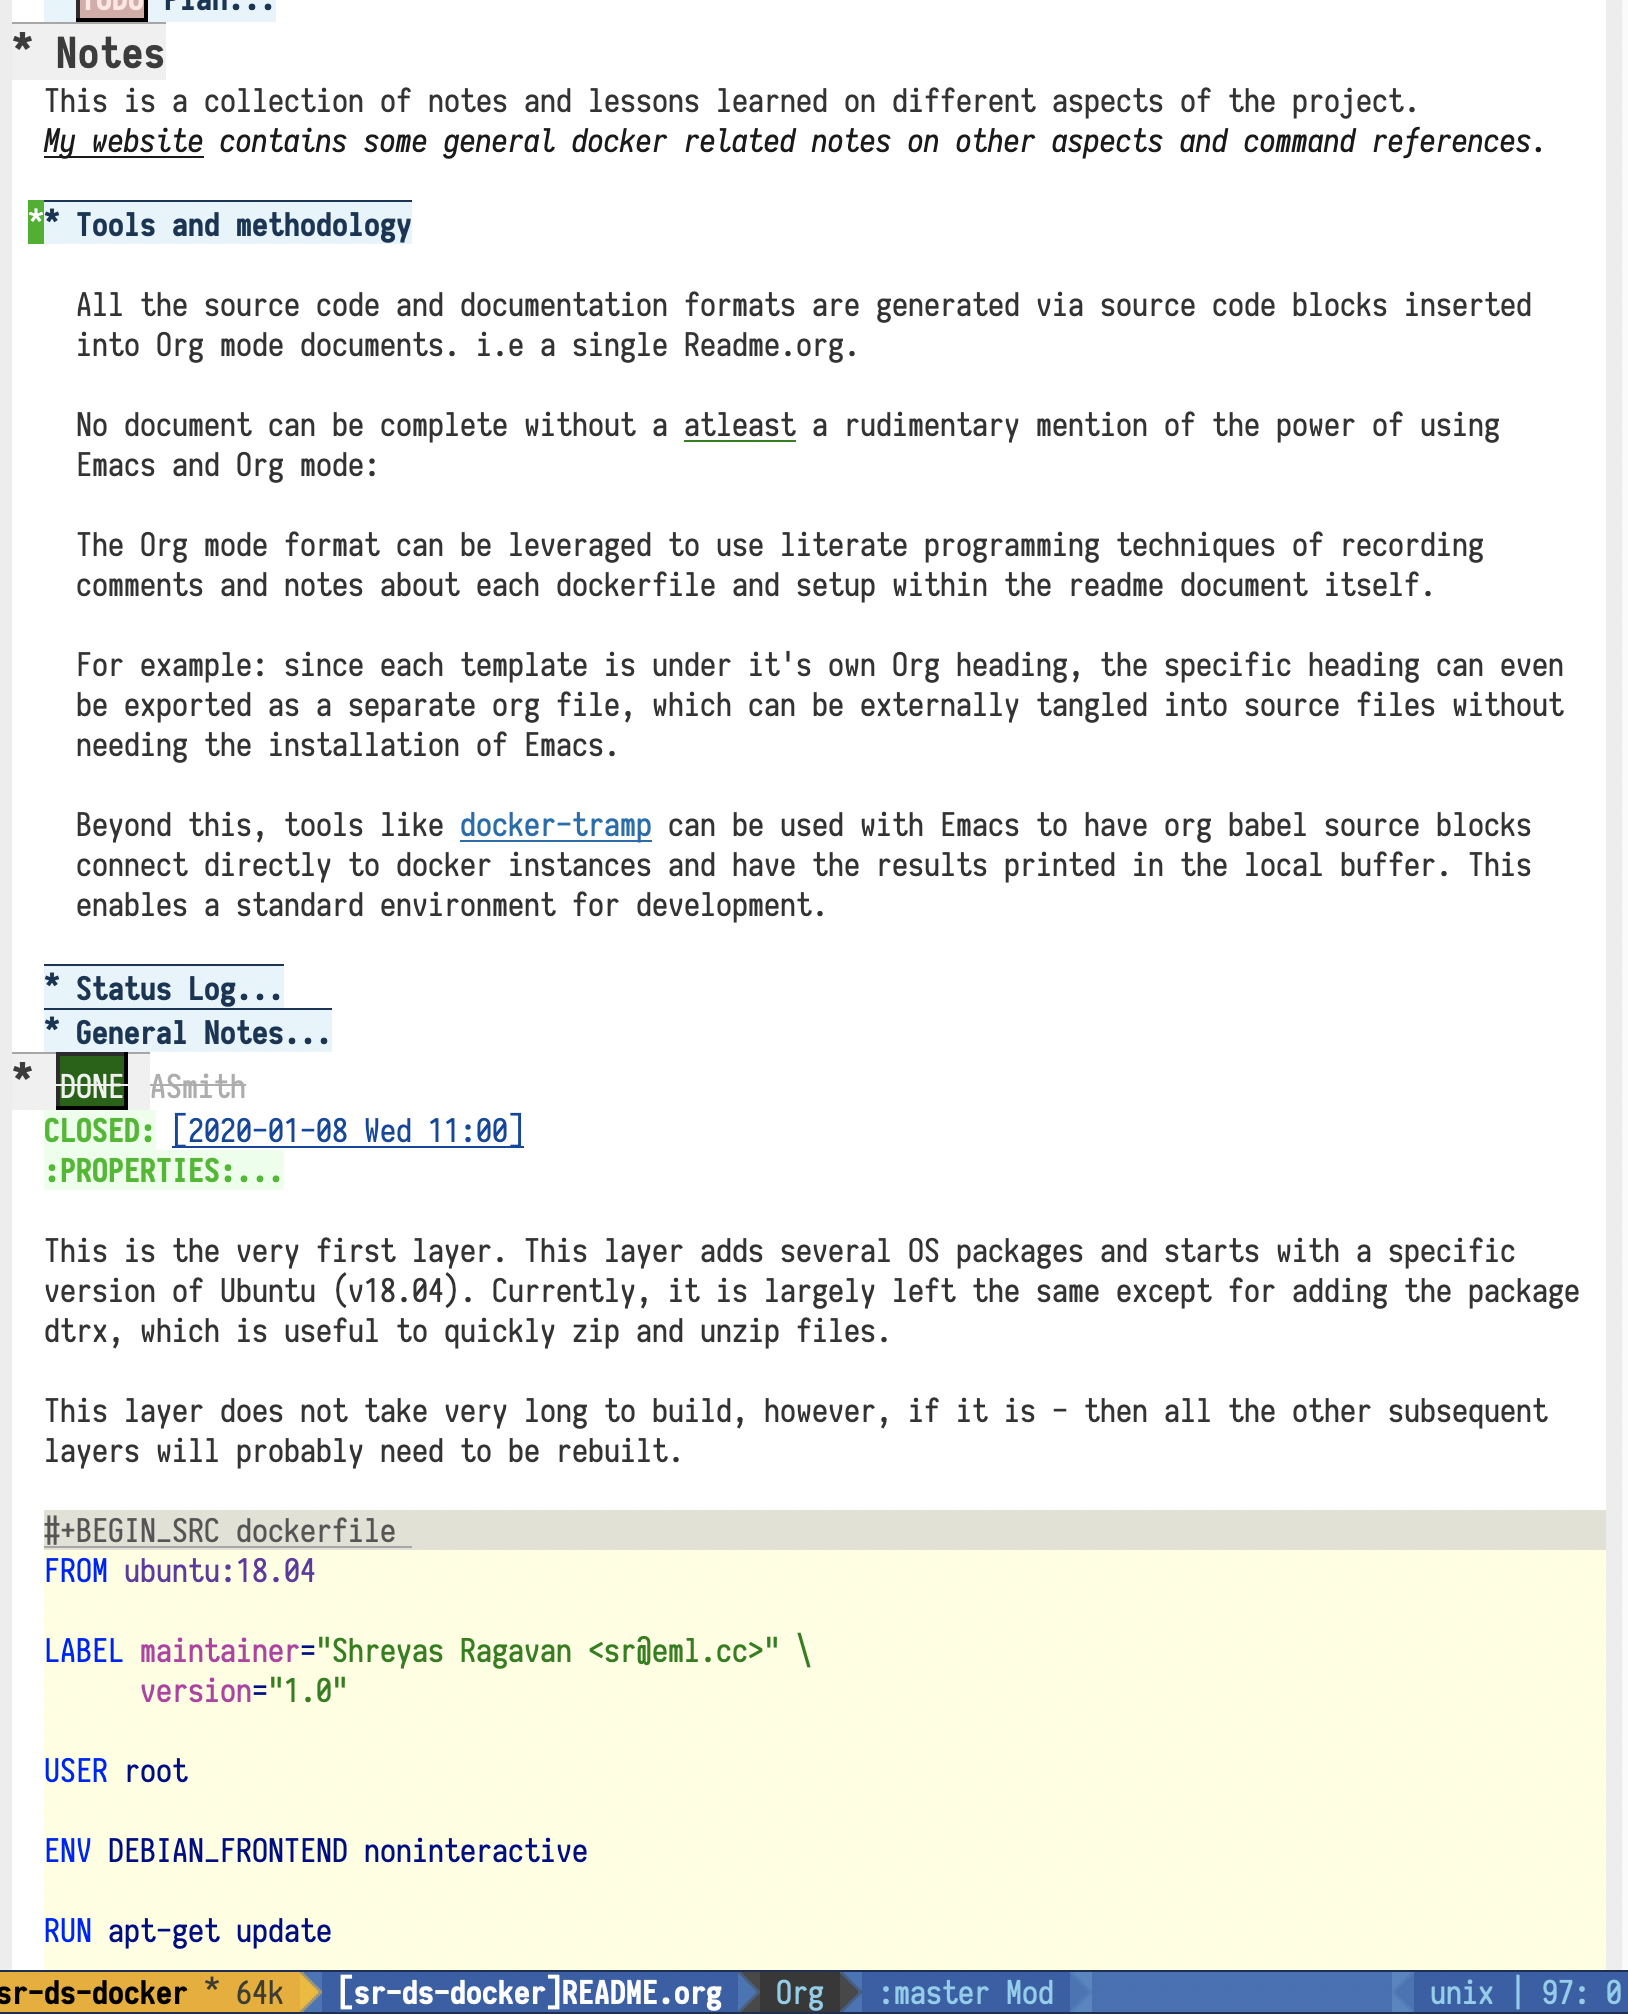 TODO Plan...
* Notes
This is a collection of notes and lessons learned on different aspects of the project.
My website contains some general docker related notes on other aspects and command references.
** Tools and methodology
All the source code and documentation formats are generated via source code blocks inserted
into Org mode documents. i.e a single Readme.org.
No document can be complete without a atleast a rudimentary mention of the power of using
Emacs and Org mode:
The Org mode format can be leveraged to use literate programming techniques of recording
comments and notes about each dockerfile and setup within the readme document itself.
For example: since each template is under it's own Org heading, the specific heading can even
be exported as a separate org file, which can be externally tangled into source files without
needing the installation of Emacs.
Beyond this, tools like docker-tramp can be used with Emacs to have org babel source blocks
connect directly to docker instances and have the results printed in the local buffer. This
enables a standard environment for development.
* Status Log...
* General Notes...
* DONE ASmith
CLOSED: [2020-01-08 Wed 11:00]
:PROPERTIES:...
This is the very first layer. This layer adds several OS packages and starts with a specific
version of Ubuntu (v18.04). Currently, it is largely left the same except for adding the package
dtrx, which is useful to quickly zip and unzip files.
This layer does not take very long to build, however, if it is - then all the other subsequent
layers will probably need to be rebuilt.
#+BEGIN_SRC dockerfile
FROM ubuntu:18.04
LABEL maintainer="Shreyas Ragavan <sr@eml.cc>" \
version="1.0"
USER root
ENV DEBIAN_FRONTEND noninteractive
RUN apt-get update
sr-ds-docker * 64k [sr-ds-docker]README.org Org :master Mod unix | 97: 0